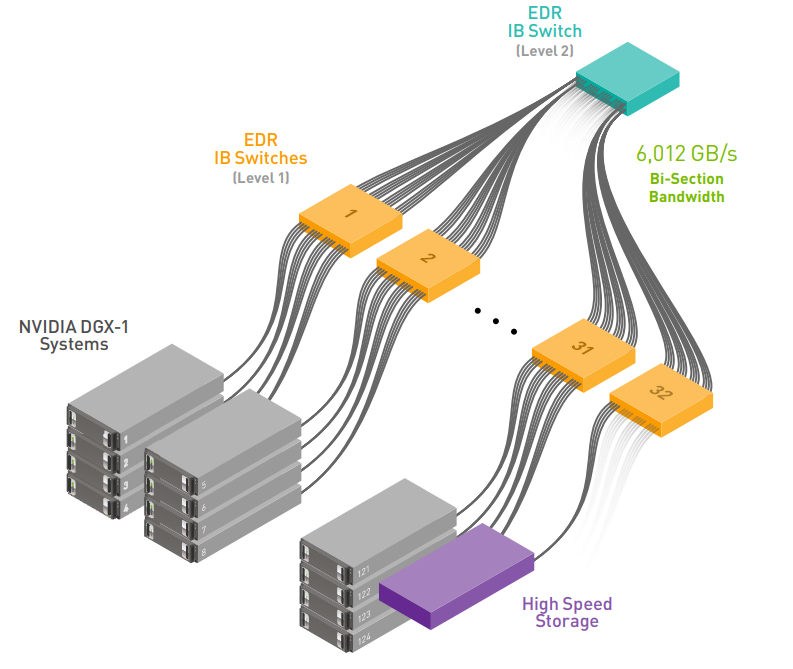 EDR
IB Switch
(Level 2)
EDR
IB Switches
(Level 1)
6,012 GB/s
Bi-Section
Bandwidth
1
2
31
32
NVIDIA DGX-1
Systems
1
2
3
4
5
6
7
8
121
122
123
124
High Speed
Storage